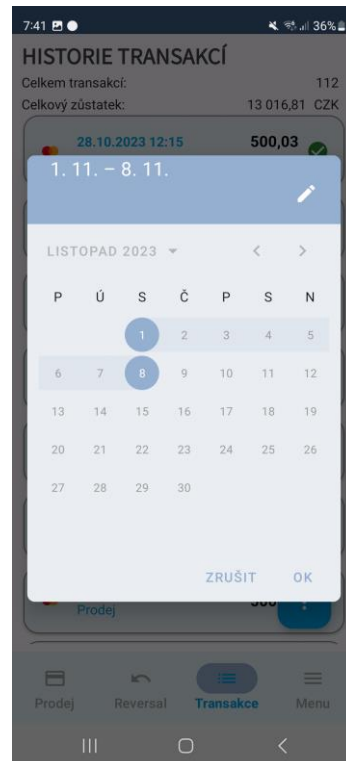 7:41 36%
HISTORIE TRANSAKCÍ
Celkem transakcí: 112
Celkový zůstatek: 13 016,81 CZK
28.10.2023 12:15 500,03
1. 11. – 8. 11.
LISTOPAD 2023
P Ú S Č P S N
1 2 3 4 5
6 7 8 9 10 11 12
13 14 15 16 17 18 19
20 21 22 23 24 25 26
27 28 29 30
ZRUŠIT OK
Prodej
Prodej Reversal Transakce Menu